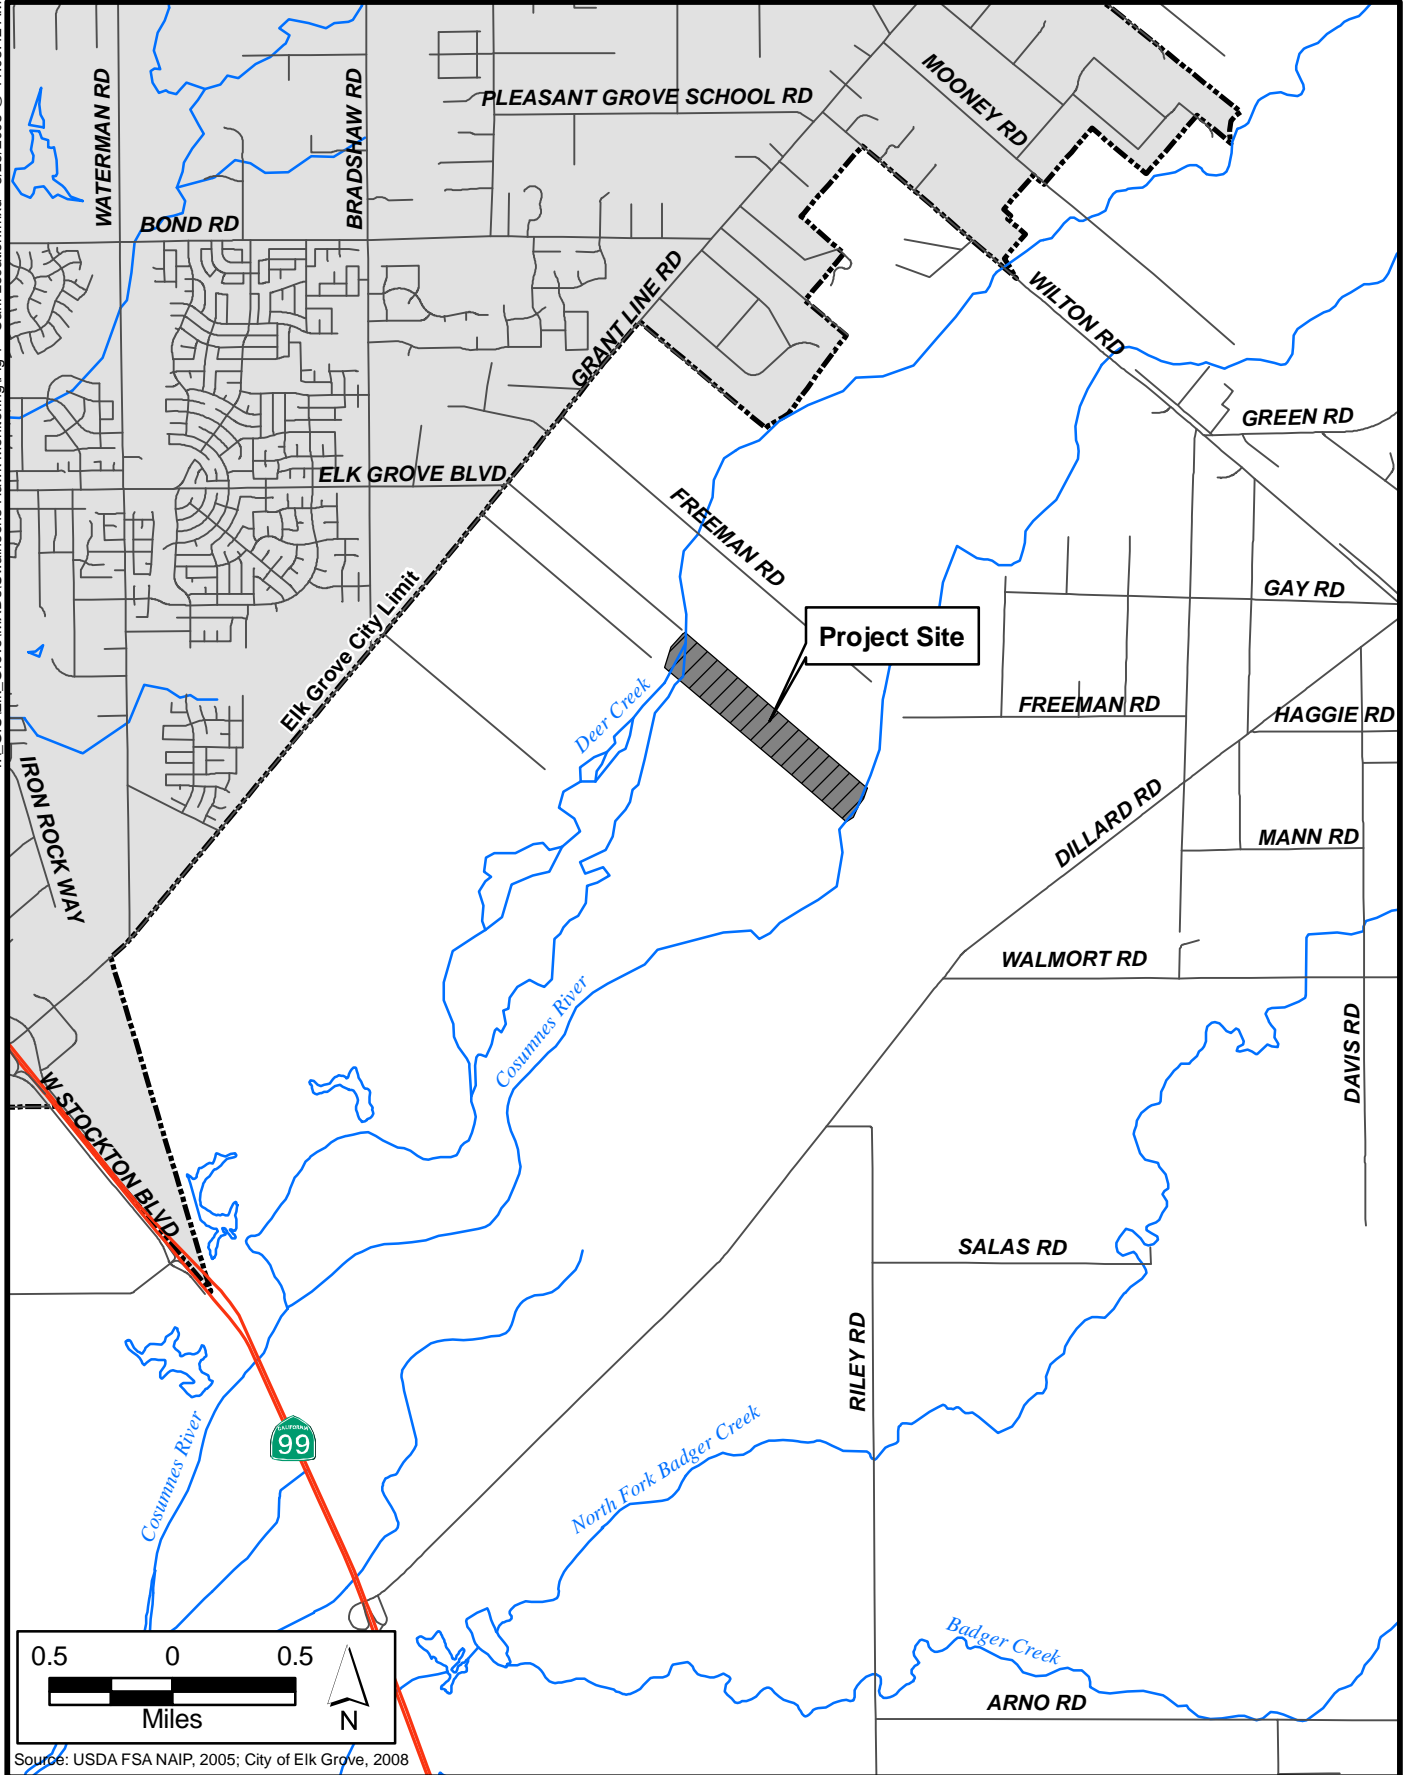 WATERMAN RD
BRADSHAW RD
PLEASANT GROVE SCHOOL RD
MOONEY RD
BOND RD
GRANT LINE RD
WILTON RD
GREEN RD
ELK GROVE BLVD
FREEMAN RD
Elk Grove City Limit
GAY RD
Project Site
Deer Creek
FREEMAN RD
HAGGIE RD
IRON ROCK WAY
DILLARD RD
MANN RD
WALMORT RD
Cosumnes River
DAVIS RD
W STOCKTON BLVD
SALAS RD
RILEY RD
CALIFORNIA
99
Cosumnes River
North Fork Badger Creek
Badger Creek
ARNO RD
0.5 0 0.5
Miles
N
Source: USDA FSA NAIP, 2005; City of Elk Grove, 2008